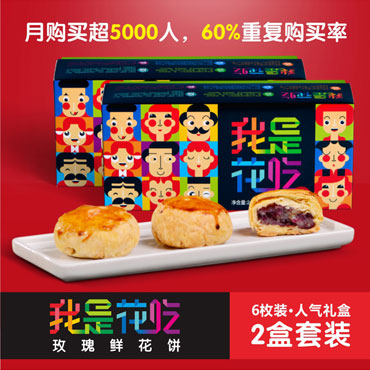 月购买超5000人，60%重复购买率
我是
花吃
我是花吃
玫瑰鲜花饼
6枚装·人气礼盒
2盒套装